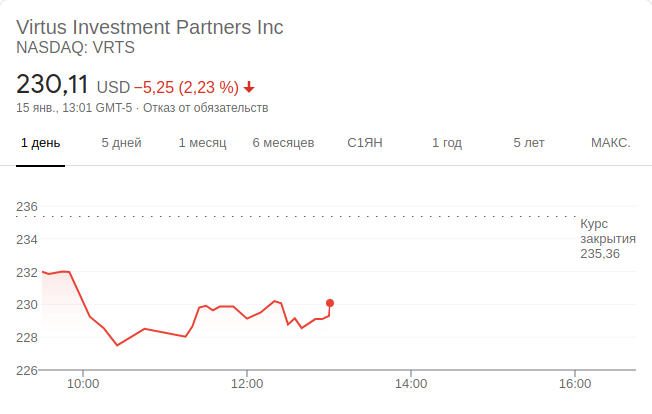 Virtus Investment Partners Inc
NASDAQ: VRTS
230,11 USD −5,25 (2,23 %)
15 янв., 13:01 GMT-5 · Отказ от обязательств
1 день 5 дней 1 месяц 6 месяцев С1ЯН 1 год 5 лет МАКС.
236
Курс
234
закрытия
235,36
232
230
228
226
10:00 12:00 14:00 16:00